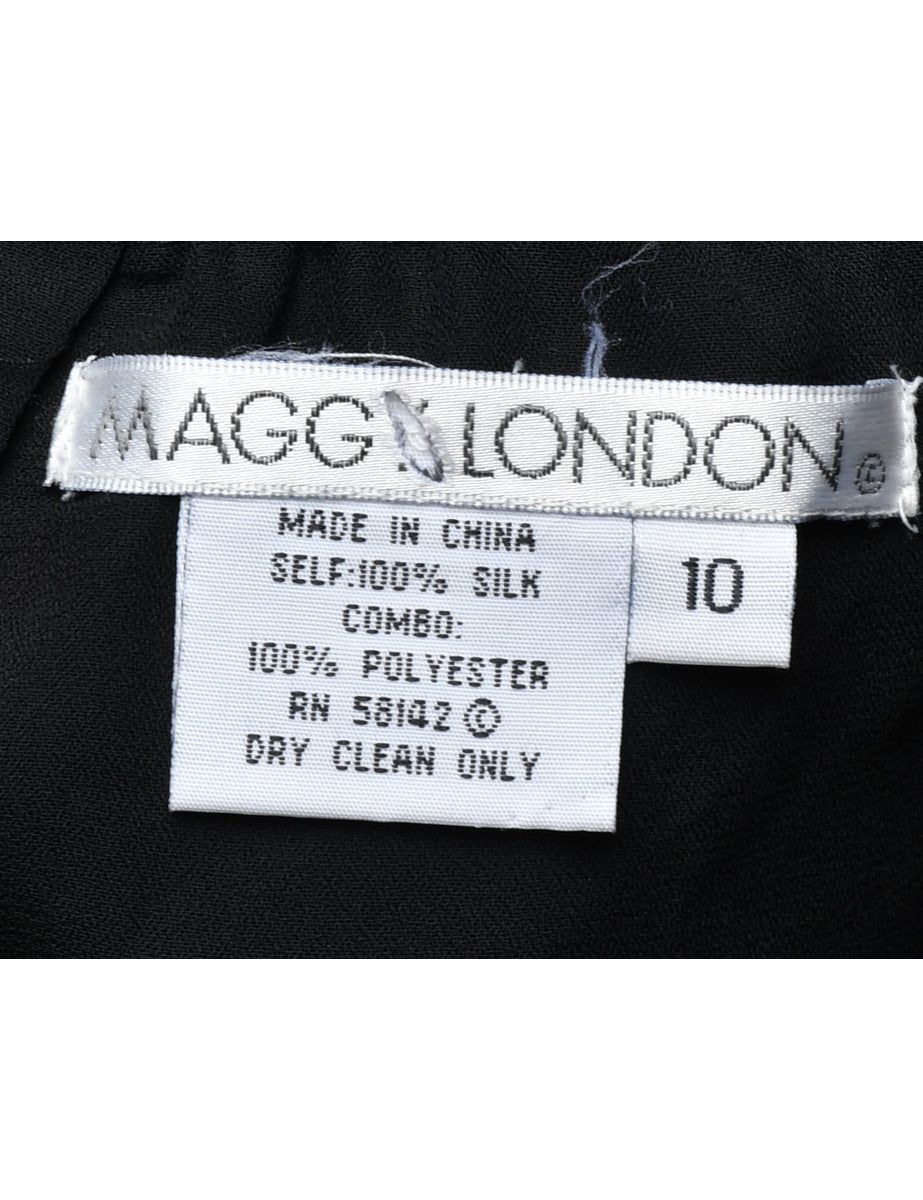 MAGGY LONDON ©
MADE IN CHINA
SELF:100% SILK
COMBO:
100% POLYESTER
RN 58142 ©
DRY CLEAN ONLY
10